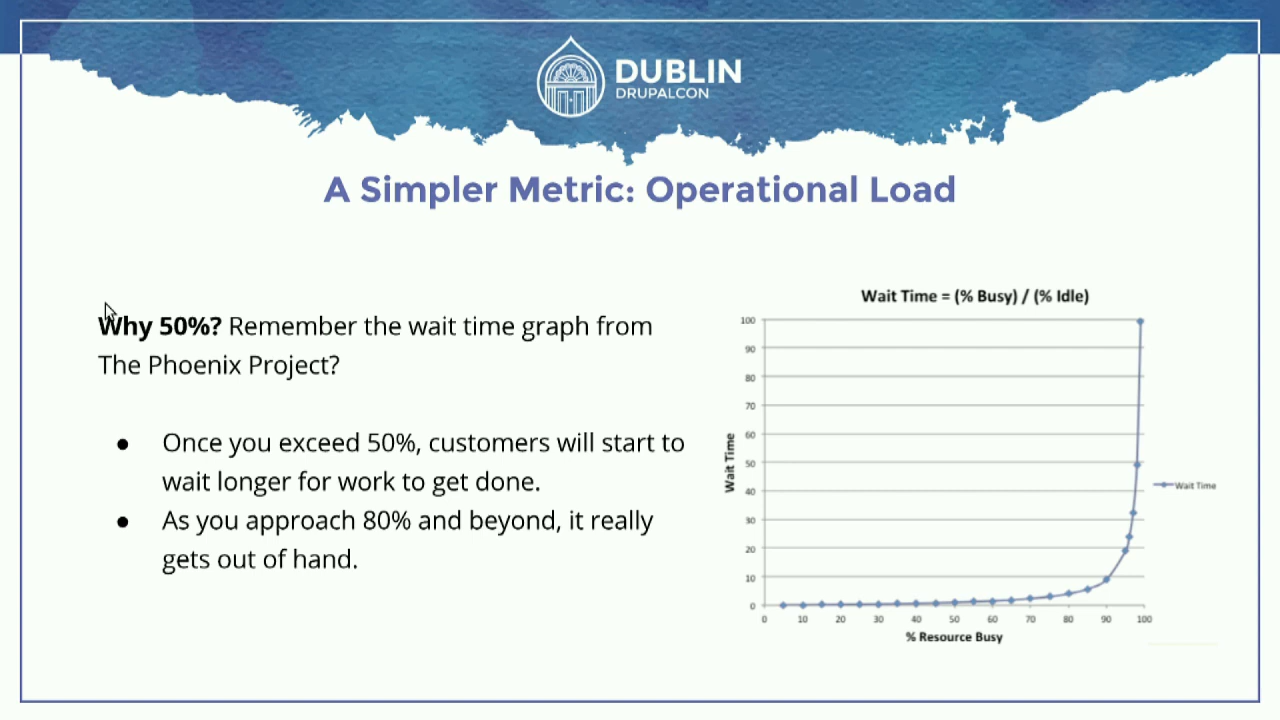 DUBLIN
DRUPALCON
A Simpler Metric: Operational Load
Why 50%? Remember the wait time graph from
The Phoenix Project?
● Once you exceed 50%, customers will start to
wait longer for work to get done.
● As you approach 80% and beyond, it really
gets out of hand.
Wait Time = (% Busy) / (% Idle)
100
90
80
70
60
50
40
30
20
10
0
Wait Time
Wait Time
0 10 20 30 40 50 60 70 80 90 100
% Resource Busy